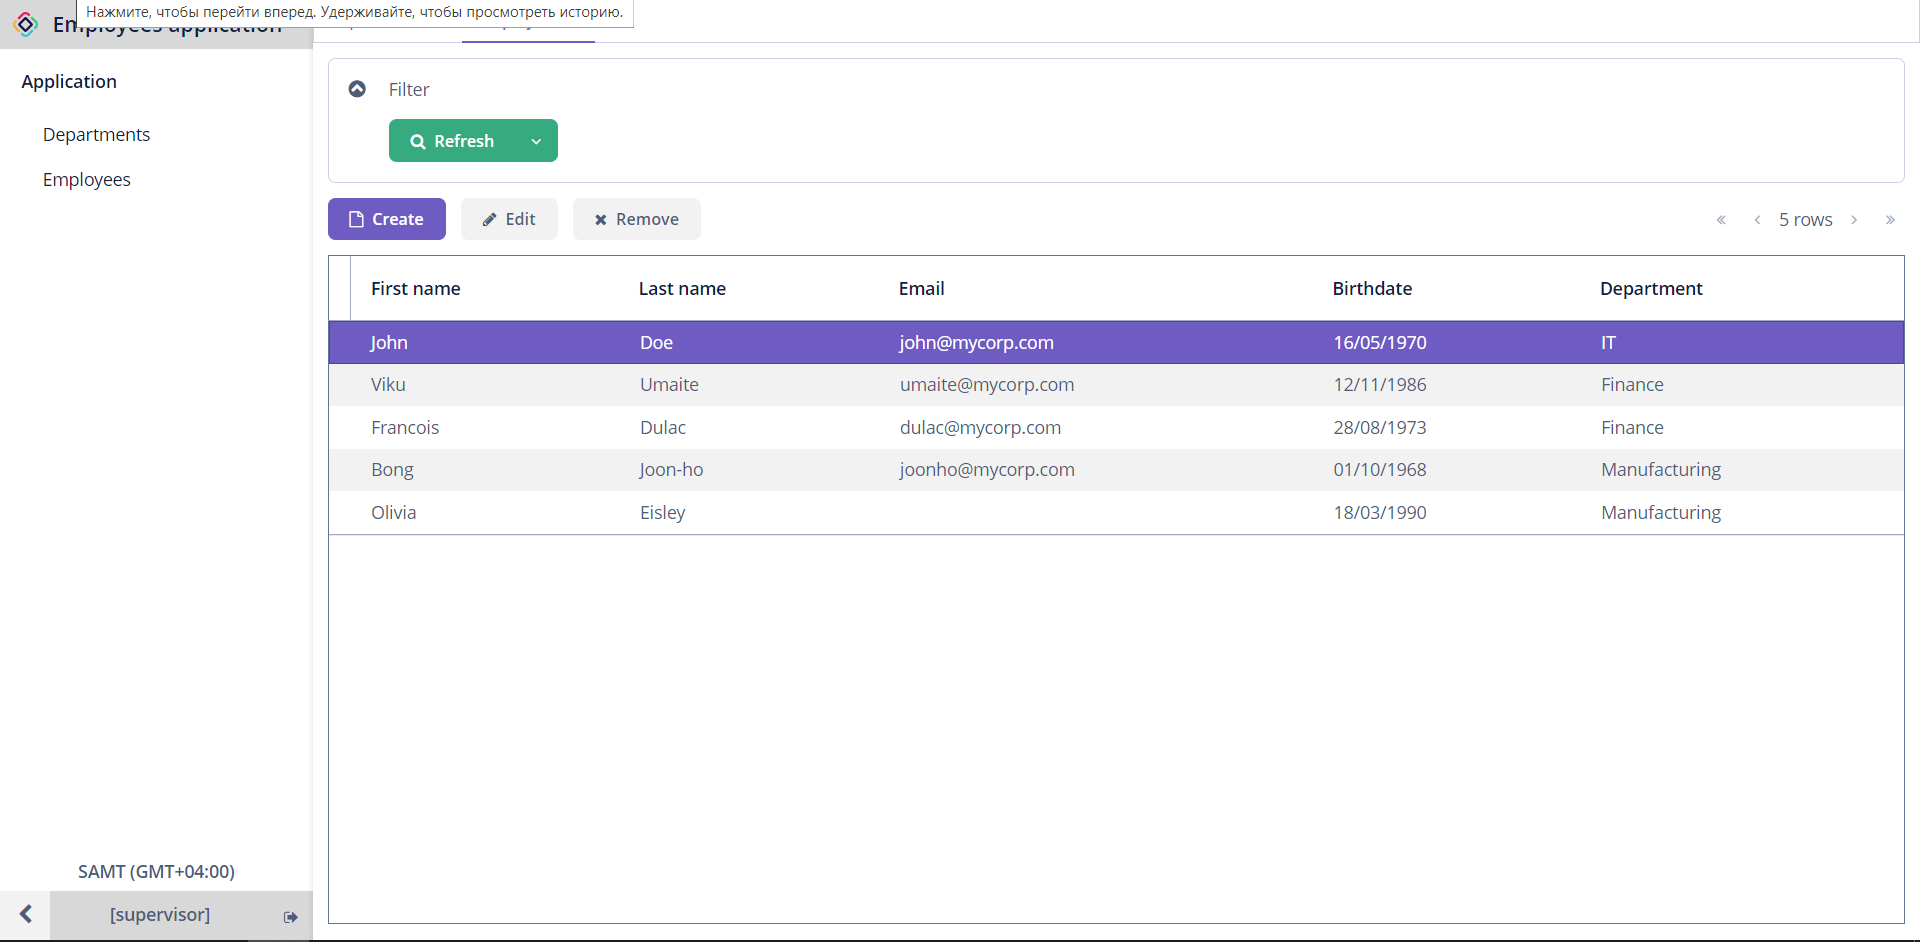 Нажмите, чтобы перейти вперед. Удерживайте, чтобы просмотреть историю.
Employees application
Application
Departments
Employees
Filter
Refresh
Create Edit Remove 5 rows
First name Last name Email Birthdate Department
John Doe john@mycorp.com 16/05/1970 IT
Viku Umaite umaite@mycorp.com 12/11/1986 Finance
Francois Dulac dulac@mycorp.com 28/08/1973 Finance
Bong Joon-ho joonho@mycorp.com 01/10/1968 Manufacturing
Olivia Eisley 18/03/1990 Manufacturing
SAMT (GMT+04:00)
[supervisor]